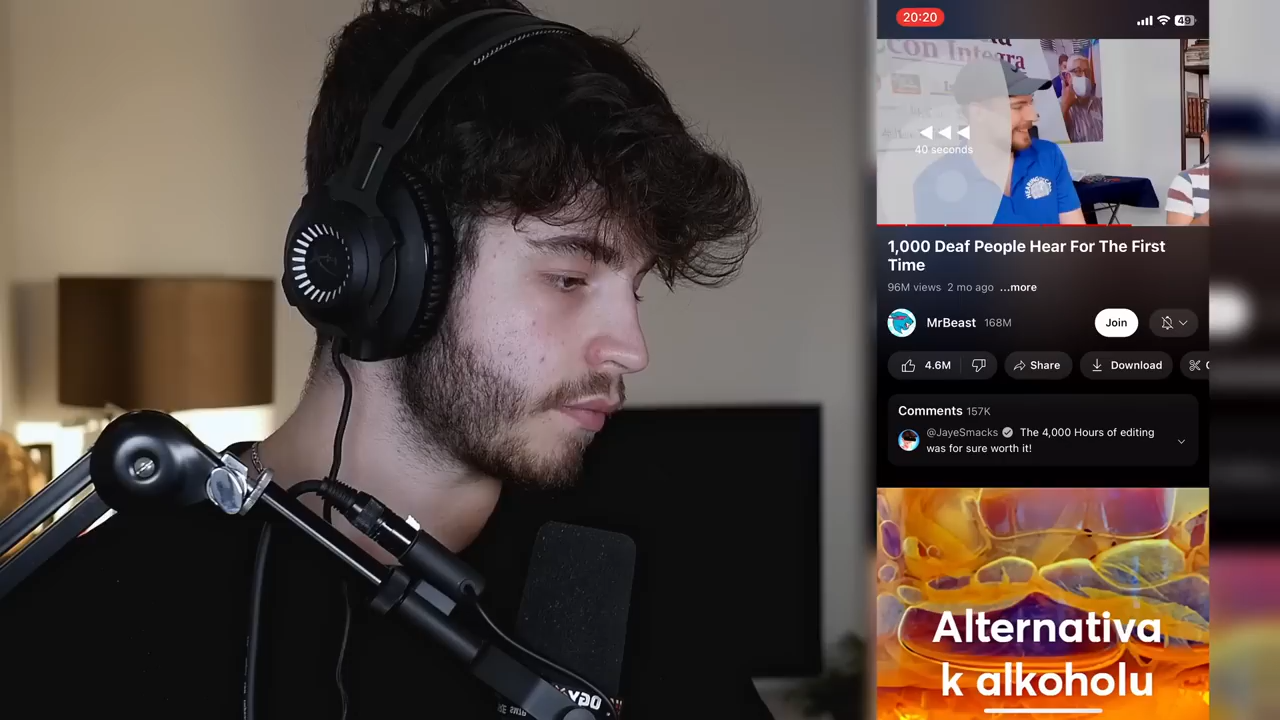 20:20
49
Con Integra
40 seconds
1,000 Deaf People Hear For The First
Time
96M views 2 mo ago ...more
MrBeast 168M
Join
4.6M
Share
Download
Comments 157K
@JayeSmacks The 4,000 Hours of editing
was for sure worth it!
Alternativa
k alkoholu